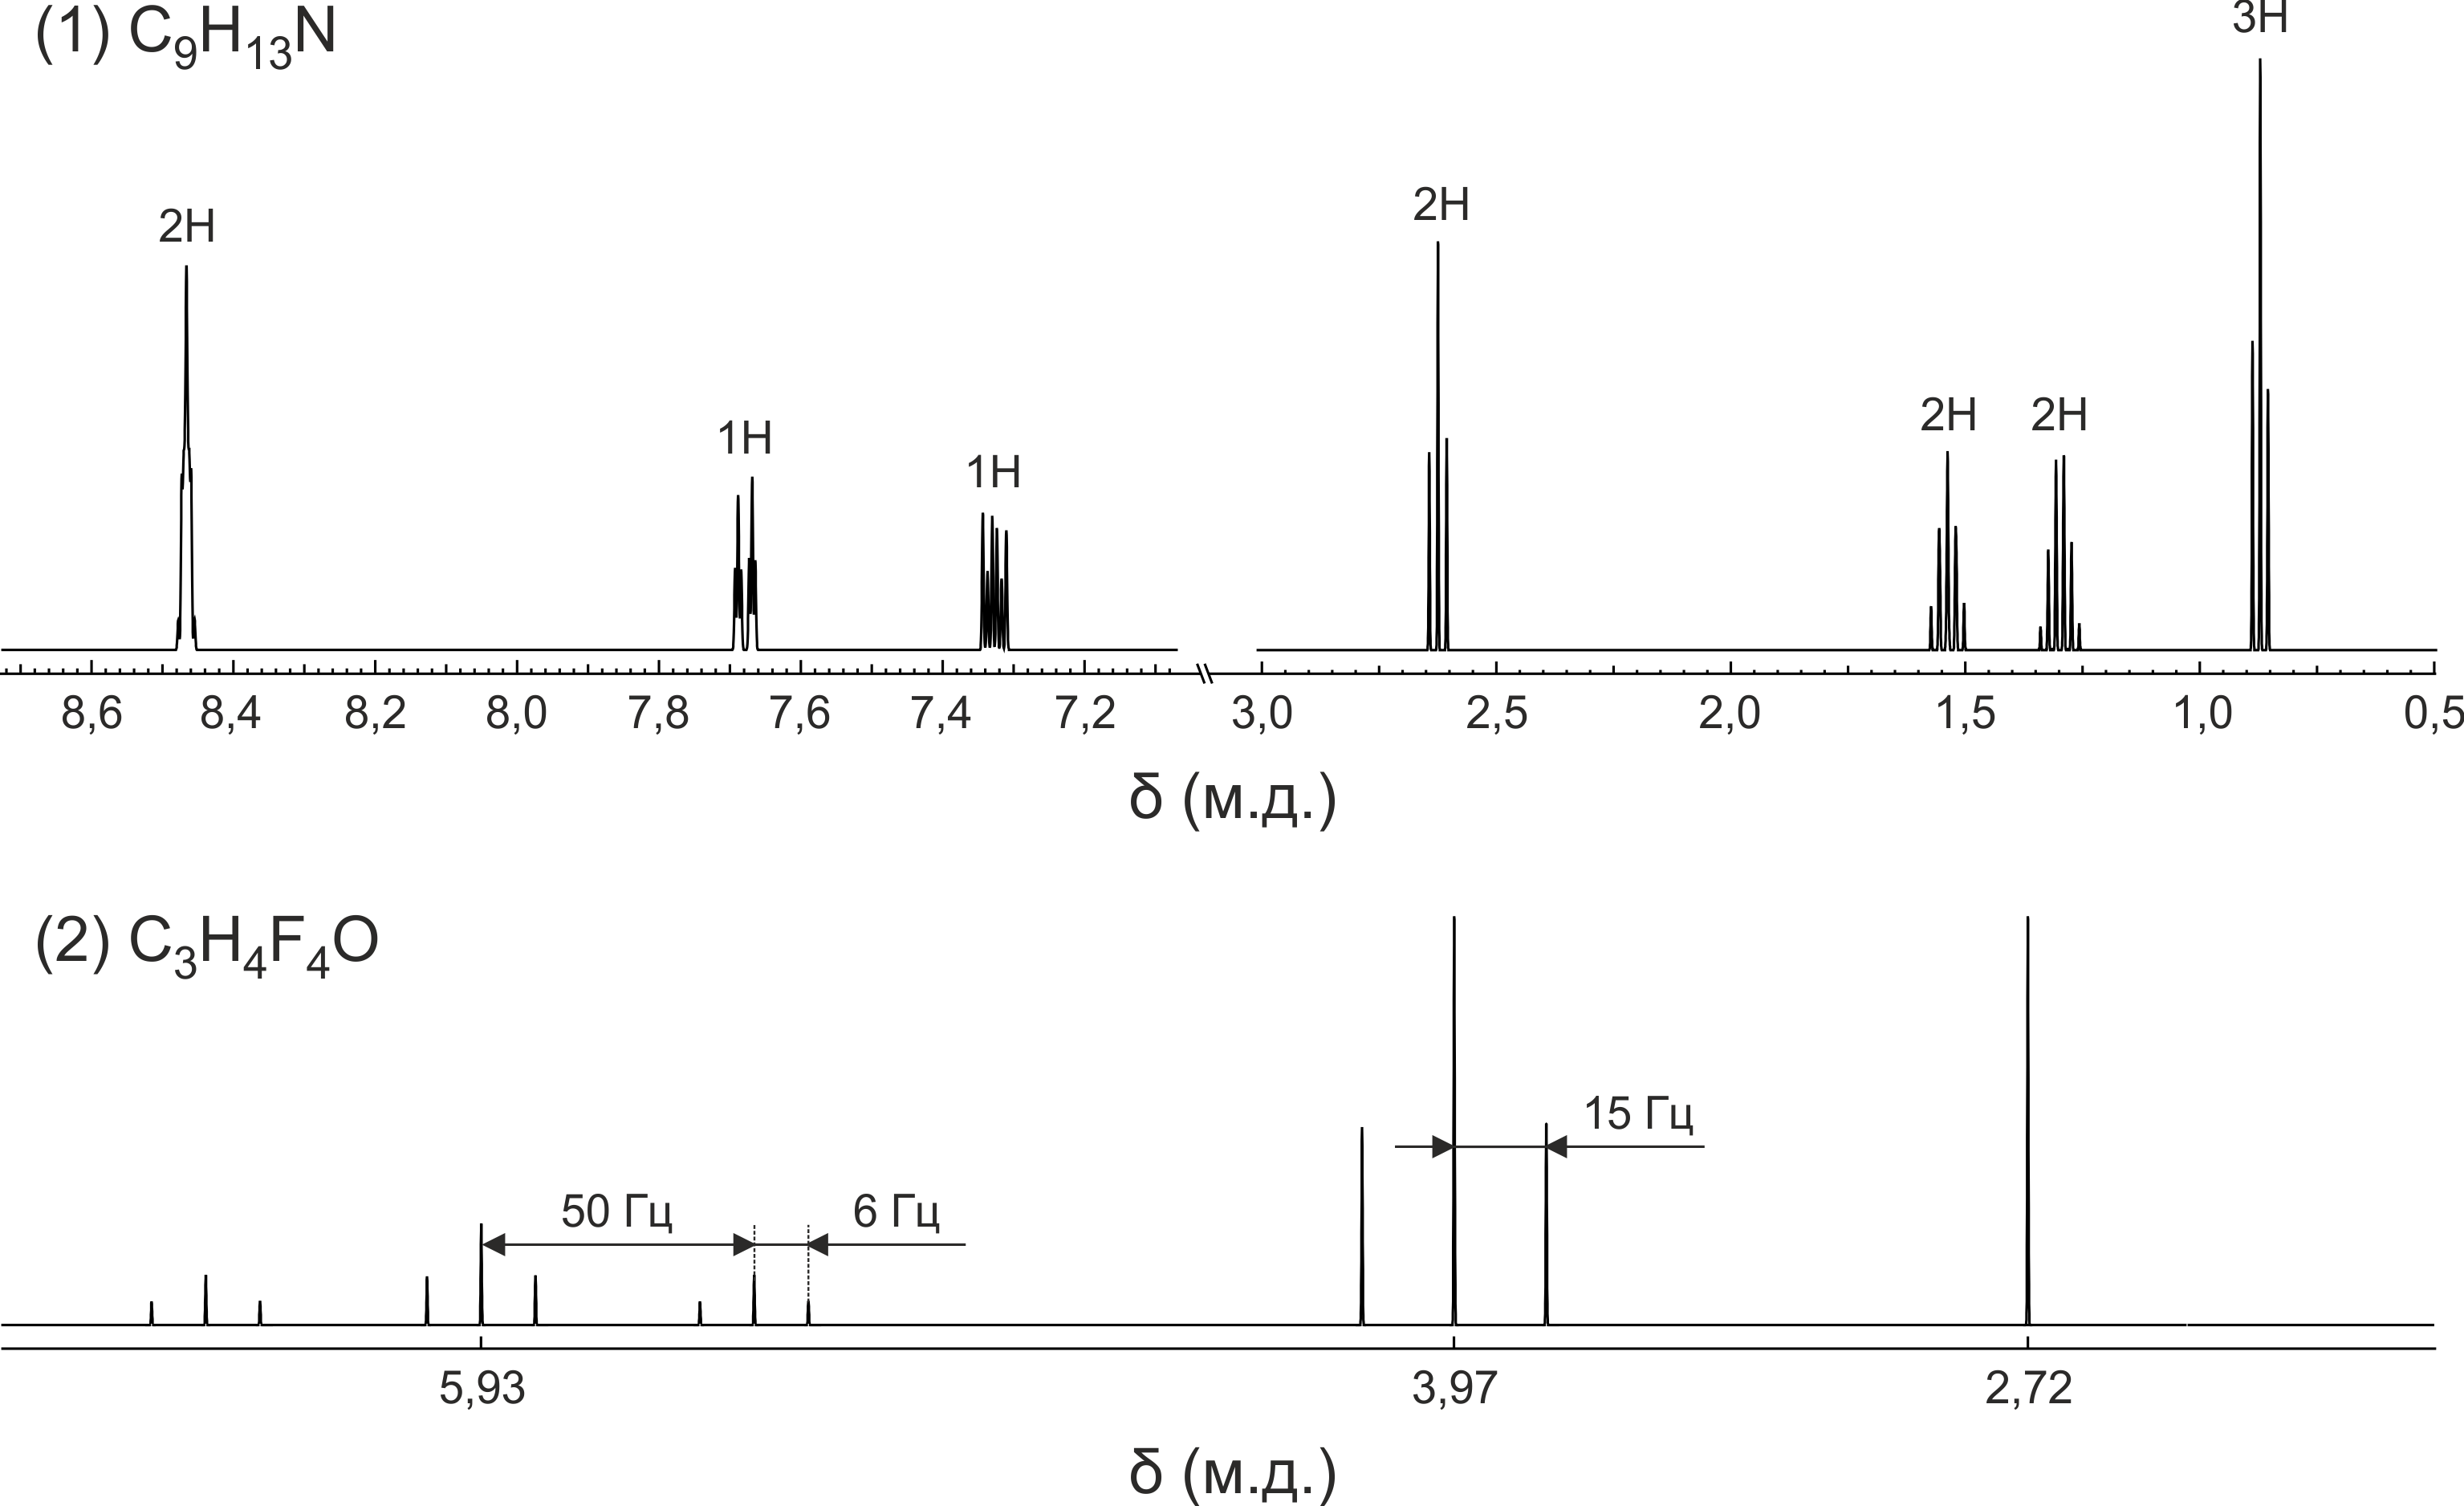 (1) C₉H₁₃N
3H
2H
2H
1H
1H
2H
2H
8,6 8,4 8,2 8,0 7,8 7,6 7,4 7,2 3,0 2,5 2,0 1,5 1,0 0,5
δ (м.д.)
(2) C₃H₄F₄O
15 Гц
50 Гц
6 Гц
5,93 3,97 2,72
δ (м.д.)